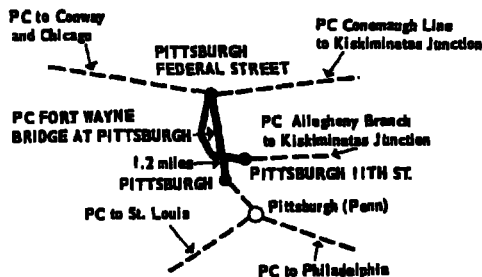 PC to Conway
and Chicago
PC Conemaugh Line
to Kiskiminetas Junction
PITTSBURGH
FEDERAL STREET
PC FORT WAYNE
BRIDGE AT PITTSBURGH
PC Allegheny Branch
to Kiskiminetas Junction
1.2 miles
PITTSBURGH 11TH ST.
PITTSBURGH
Pittsburgh (Penn)
PC to St. Louis
PC to Philadelphia